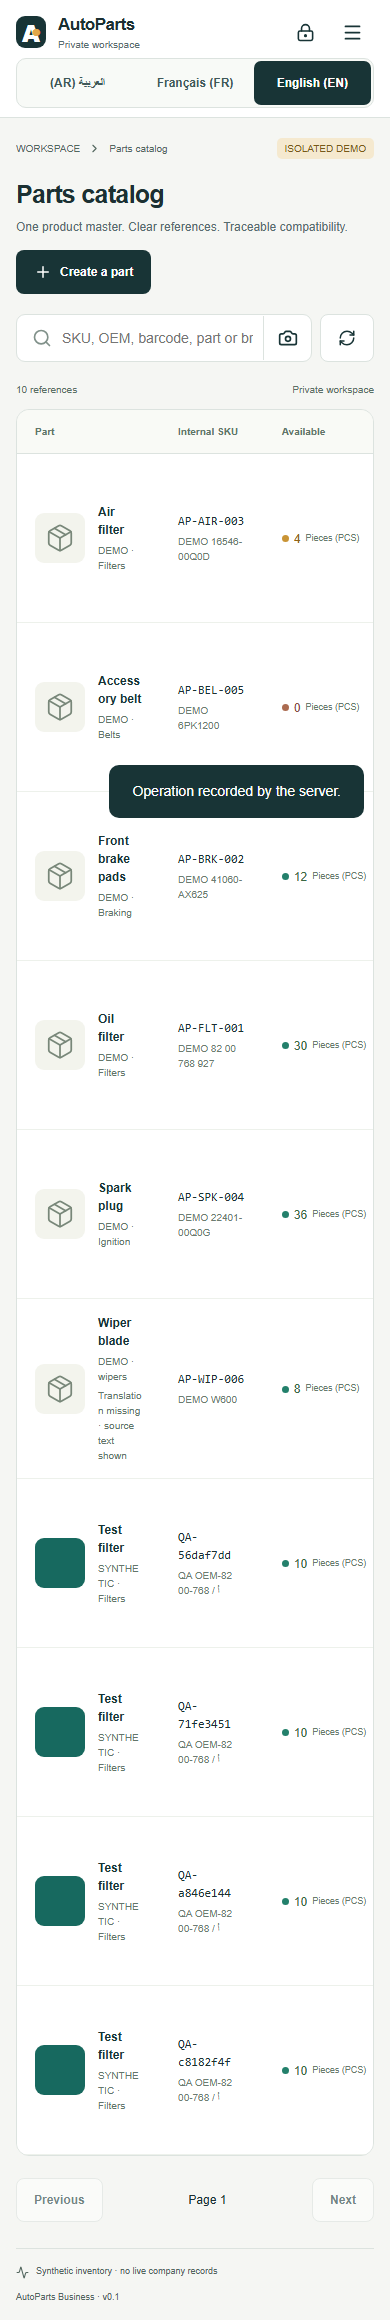 AutoParts
Private workspace
العربية (AR)
Français (FR)
English (EN)
WORKSPACE > Parts catalog
ISOLATED DEMO
Parts catalog
One product master. Clear references. Traceable compatibility.
+ Create a part
SKU, OEM, barcode, part or br
10 references
Private workspace
Part
Internal SKU
Available
Air
filter
DEMO ·
Filters
AP-AIR-003
DEMO 16546-
00Q0D
4 Pieces (PCS)
Access
ory belt
DEMO ·
Belts
AP-BEL-005
DEMO
6PK1200
0 Pieces (PCS)
Operation recorded by the server.
Front
brake
pads
DEMO ·
Braking
AP-BRK-002
DEMO 41060-
AX625
12 Pieces (PCS)
Oil
filter
DEMO ·
Filters
AP-FLT-001
DEMO 82 00
768 927
30 Pieces (PCS)
Spark
plug
DEMO ·
Ignition
AP-SPK-004
DEMO 22401-
00Q0G
36 Pieces (PCS)
Wiper
blade
DEMO ·
wipers
Translatio
n missing
· source
text
shown
AP-WIP-006
DEMO W600
8 Pieces (PCS)
Test
filter
SYNTHE
TIC ·
Filters
QA-
56daf7dd
QA OEM-82
00-768 / أ
10 Pieces (PCS)
Test
filter
SYNTHE
TIC ·
Filters
QA-
71fe3451
QA OEM-82
00-768 / أ
10 Pieces (PCS)
Test
filter
SYNTHE
TIC ·
Filters
QA-
a846e144
QA OEM-82
00-768 / أ
10 Pieces (PCS)
Test
filter
SYNTHE
TIC ·
Filters
QA-
c8182f4f
QA OEM-82
00-768 / أ
10 Pieces (PCS)
Previous
Page 1
Next
Synthetic inventory · no live company records
AutoParts Business · v0.1